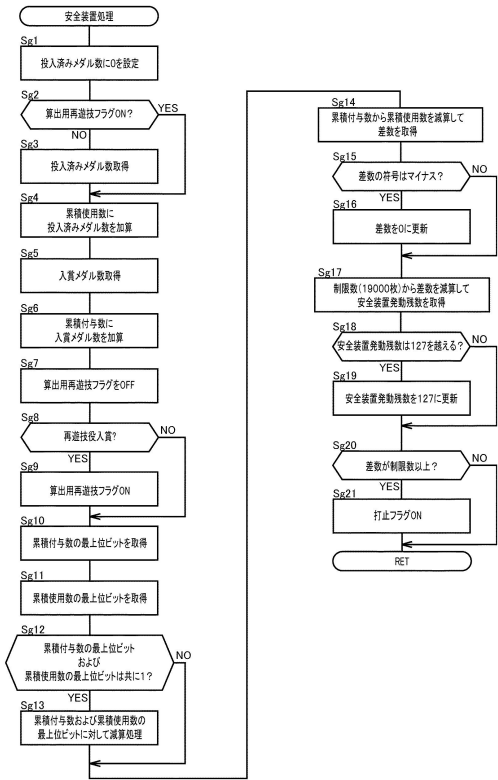 安全装置処理
Sg1
投入済みメダル数に0を設定
Sg2
算出用再遊技フラグON?
YES
NO
Sg3
投入済みメダル数取得
Sg4
累積使用数に
投入済みメダル数を加算
Sg5
入賞メダル数取得
Sg6
累積付与数に
入賞メダル数を加算
Sg7
算出用再遊技フラグをOFF
Sg8
再遊技役入賞?
NO
YES
Sg9
算出用再遊技フラグON
Sg10
累積付与数の最上位ビットを取得
Sg11
累積使用数の最上位ビットを取得
Sg12
累積付与数の最上位ビット
および
累積使用数の最上位ビットは共に1?
NO
YES
Sg13
累積付与数および累積使用数の
最上位ビットに対して減算処理
Sg14
累積付与数から累積使用数を減算して
差数を取得
Sg15
差数の符号はマイナス?
NO
YES
Sg16
差数を0に更新
Sg17
制限数(19000枚)から差数を減算して
安全装置発動残数を取得
Sg18
安全装置発動残数は127を越える?
NO
YES
Sg19
安全装置発動残数を127に更新
Sg20
差数が制限数以上?
NO
YES
Sg21
打止フラグON
RET